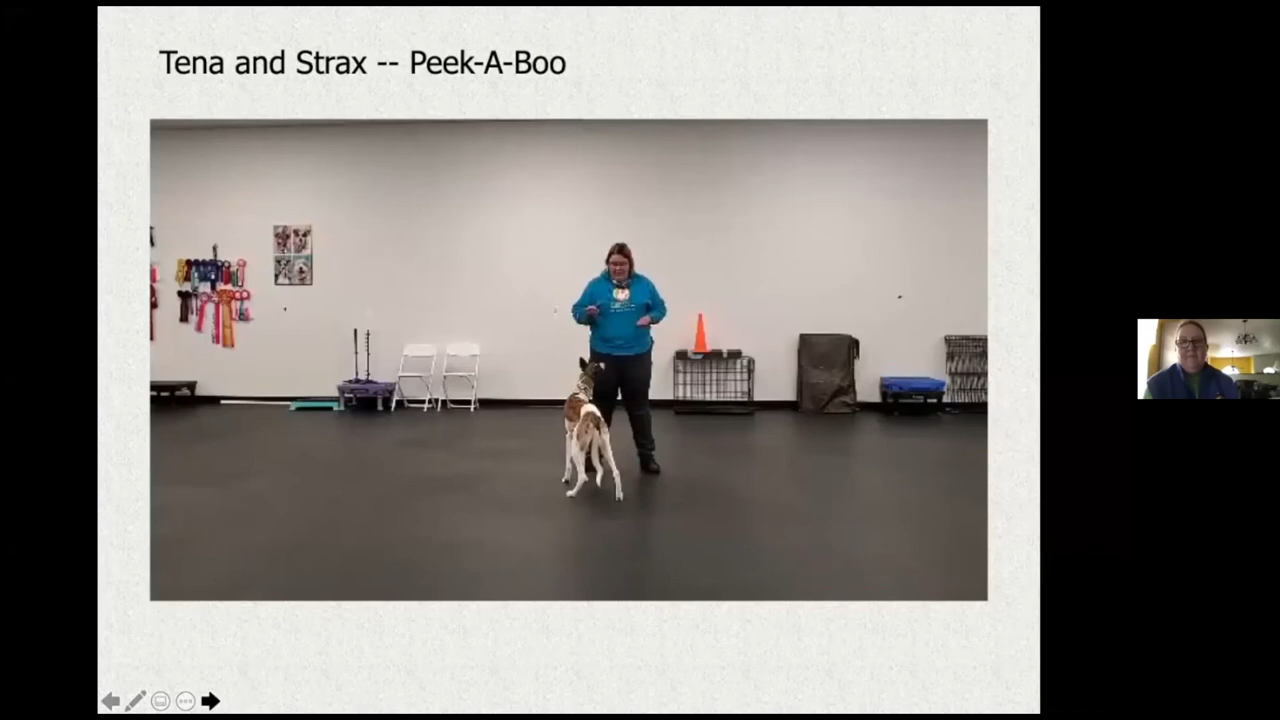 Tena and Strax -- Peek-A-Boo